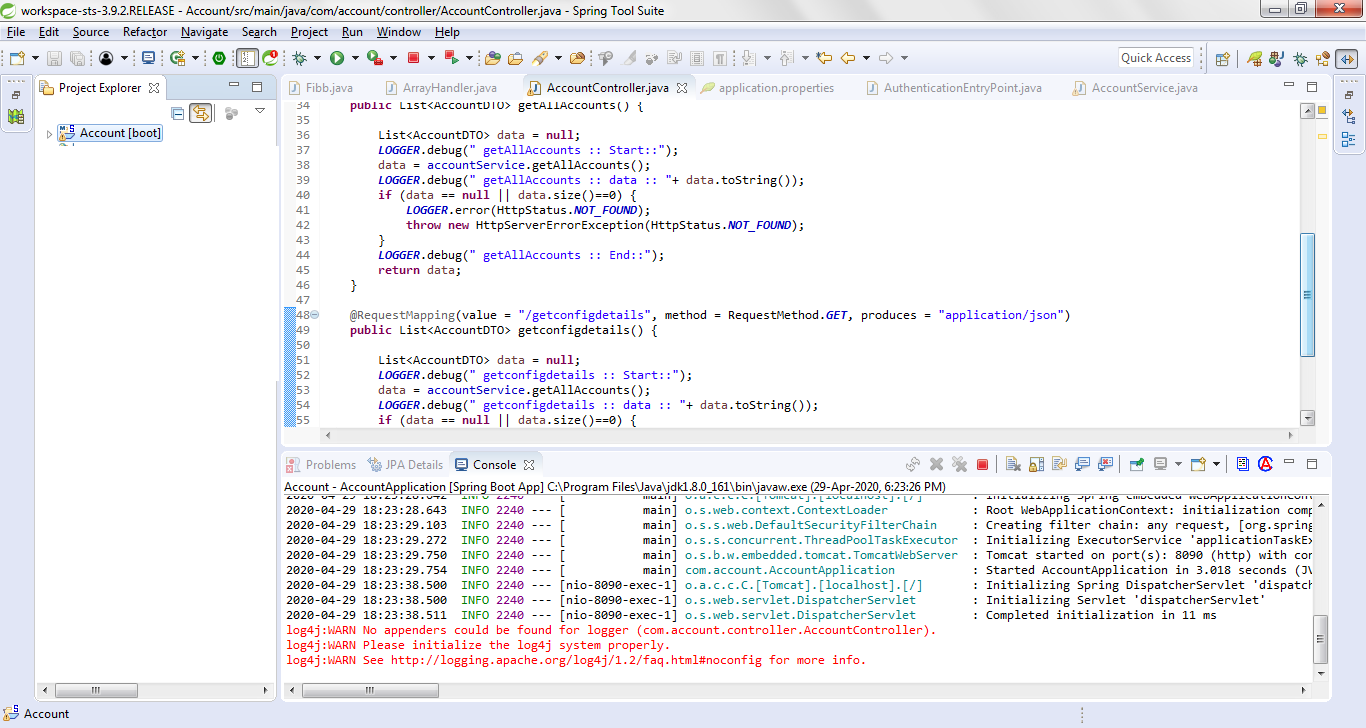 workspace-sts-3.9.2.RELEASE - Account/src/main/java/com/account/controller/AccountController.java - Spring Tool Suite
File Edit Source Refactor Navigate Search Project Run Window Help
Quick Access
Project Explorer
Account [boot]
Fibb.java ArrayHandler.java AccountController.java application.properties AuthenticationEntryPoint.java AccountService.java
34 public List<AccountDTO> getAllAccounts() {
35
36 List<AccountDTO> data = null;
37 LOGGER.debug(" getAllAccounts :: Start::");
38 data = accountService.getAllAccounts();
39 LOGGER.debug(" getAllAccounts :: data :: "+ data.toString());
40 if (data == null || data.size()==0) {
41 LOGGER.error(HttpStatus.NOT_FOUND);
42 throw new HttpServerErrorException(HttpStatus.NOT_FOUND);
43 }
44 LOGGER.debug(" getAllAccounts :: End::");
45 return data;
46 }
47
48 @RequestMapping(value = "/getconfigdetails", method = RequestMethod.GET, produces = "application/json")
49 public List<AccountDTO> getconfigdetails() {
50
51 List<AccountDTO> data = null;
52 LOGGER.debug(" getconfigdetails :: Start::");
53 data = accountService.getAllAccounts();
54 LOGGER.debug(" getconfigdetails :: data :: "+ data.toString());
55 if (data == null || data.size()==0) {
Problems JPA Details Console
Account - AccountApplication [Spring Boot App] C:\Program Files\Java\jdk1.8.0_161\bin\javaw.exe (29-Apr-2020, 6:23:26 PM)
2020-04-29 18:23:28.642 INFO 2240 --- [ main] o.a.c.c.C.[Tomcat].[localhost].[/] : Initializing Spring embedded WebApplicationCon
2020-04-29 18:23:28.643 INFO 2240 --- [ main] o.s.web.context.ContextLoader : Root WebApplicationContext: initialization comp
2020-04-29 18:23:29.103 INFO 2240 --- [ main] o.s.s.web.DefaultSecurityFilterChain : Creating filter chain: any request, [org.spring
2020-04-29 18:23:29.272 INFO 2240 --- [ main] o.s.s.concurrent.ThreadPoolTaskExecutor : Initializing ExecutorService 'applicationTaskEx
2020-04-29 18:23:29.750 INFO 2240 --- [ main] o.s.b.w.embedded.tomcat.TomcatWebServer : Tomcat started on port(s): 8090 (http) with con
2020-04-29 18:23:29.754 INFO 2240 --- [ main] com.account.AccountApplication : Started AccountApplication in 3.018 seconds (JV
2020-04-29 18:23:38.500 INFO 2240 --- [nio-8090-exec-1] o.a.c.c.C.[Tomcat].[localhost].[/] : Initializing Spring DispatcherServlet 'dispatch
2020-04-29 18:23:38.500 INFO 2240 --- [nio-8090-exec-1] o.s.web.servlet.DispatcherServlet : Initializing Servlet 'dispatcherServlet'
2020-04-29 18:23:38.511 INFO 2240 --- [nio-8090-exec-1] o.s.web.servlet.DispatcherServlet : Completed initialization in 11 ms
log4j:WARN No appenders could be found for logger (com.account.controller.AccountController).
log4j:WARN Please initialize the log4j system properly.
log4j:WARN See http://logging.apache.org/log4j/1.2/faq.html#noconfig for more info.
Account